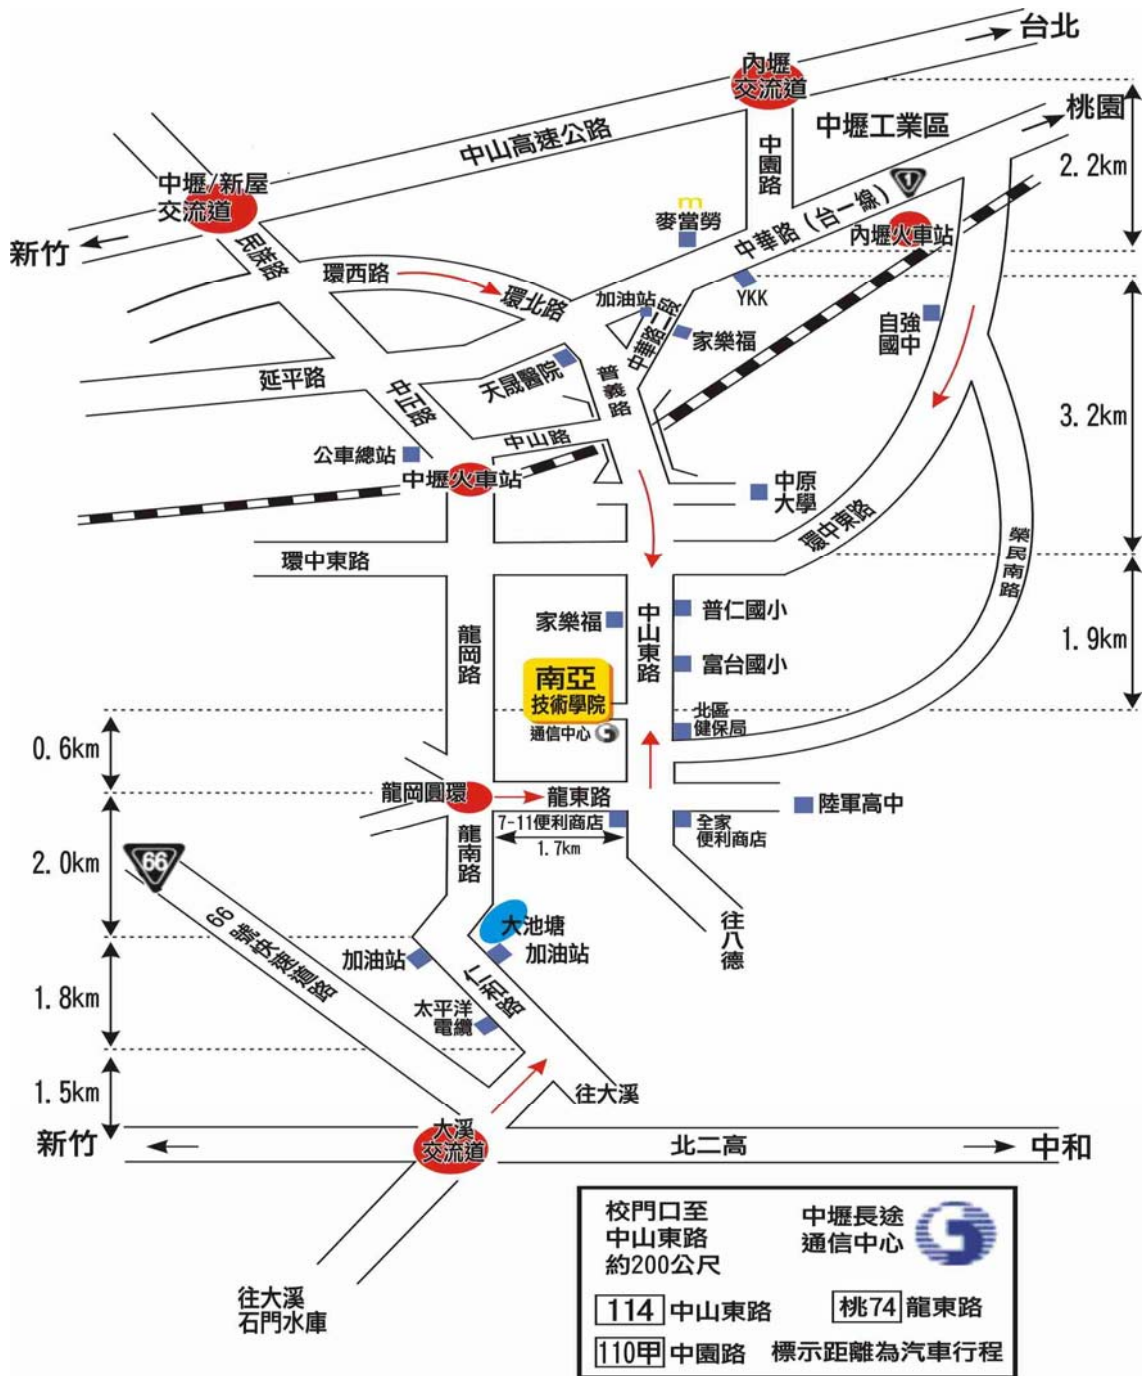 台北
內壢
交流道
桃園
中壢工業區
中園路
中山高速公路
2.2km
中壢/新屋
交流道
1
麥當勞
中華路(台一線)
內壢火車站
新竹
民族路
環西路
環北路
YKK
加油站
中華路二段
家樂福
自強
國中
延平路
天晟醫院
普義路
中正路
3.2km
中山路
公車總站
中壢火車站
中原
大學
環中東路
榮民南路
環中東路
家樂福
中山東路
普仁國小
龍岡路
1.9km
富台國小
南亞
技術學院
北區
健保局
通信中心
0.6km
龍岡圓環
龍東路
陸軍高中
7-11便利商店
全家
便利商店
1.7km
龍南路
2.0km
66
66號快速道路
大池塘
往八德
加油站
加油站
仁和路
1.8km
太平洋
電纜
1.5km
往大溪
新竹
大溪
交流道
北二高
中和
往大溪
石門水庫
校門口至
中山東路
約200公尺
中壢長途
通信中心
114 中山東路
桃74 龍東路
110甲 中園路
標示距離為汽車行程